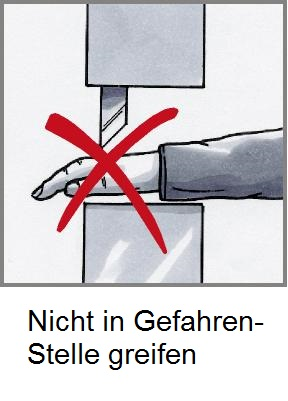 Nicht in Gefahren-
Stelle greifen